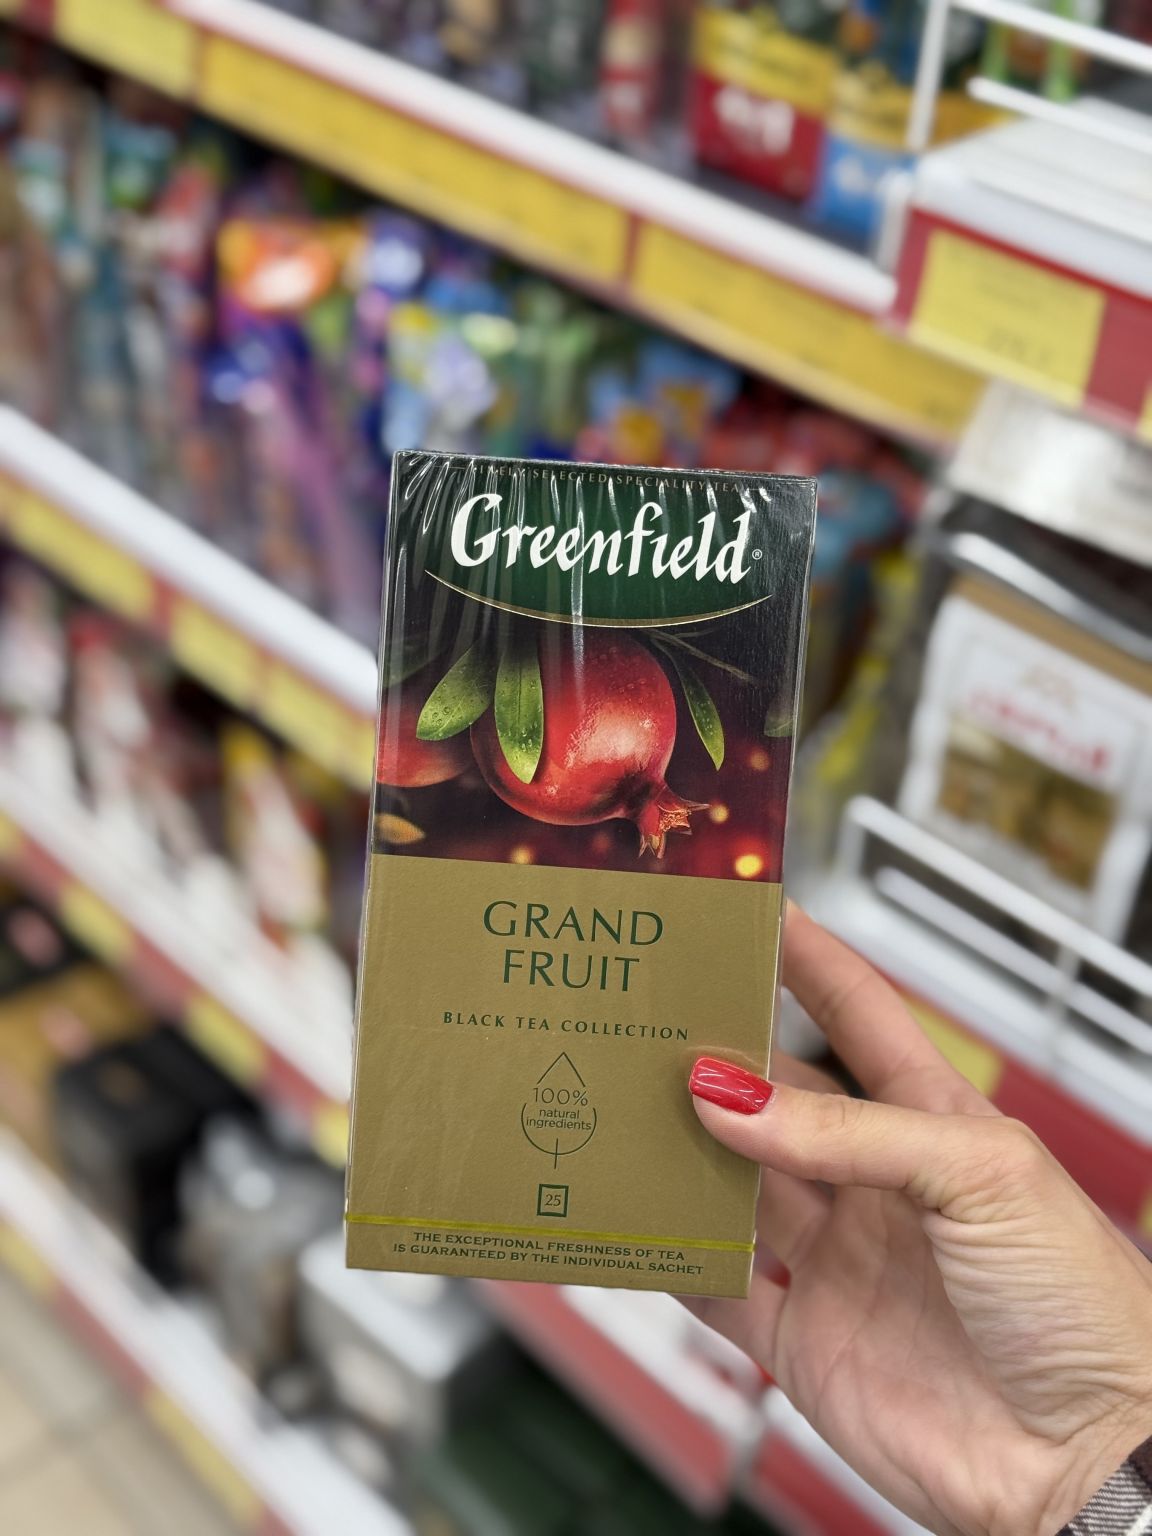 FINELY SELECTED SPECIALITY TEA
Greenfield®
GRAND
FRUIT
BLACK TEA COLLECTION
100%
natural
ingredients
25
THE EXCEPTIONAL FRESHNESS OF TEA
IS GUARANTEED BY THE INDIVIDUAL SACHET